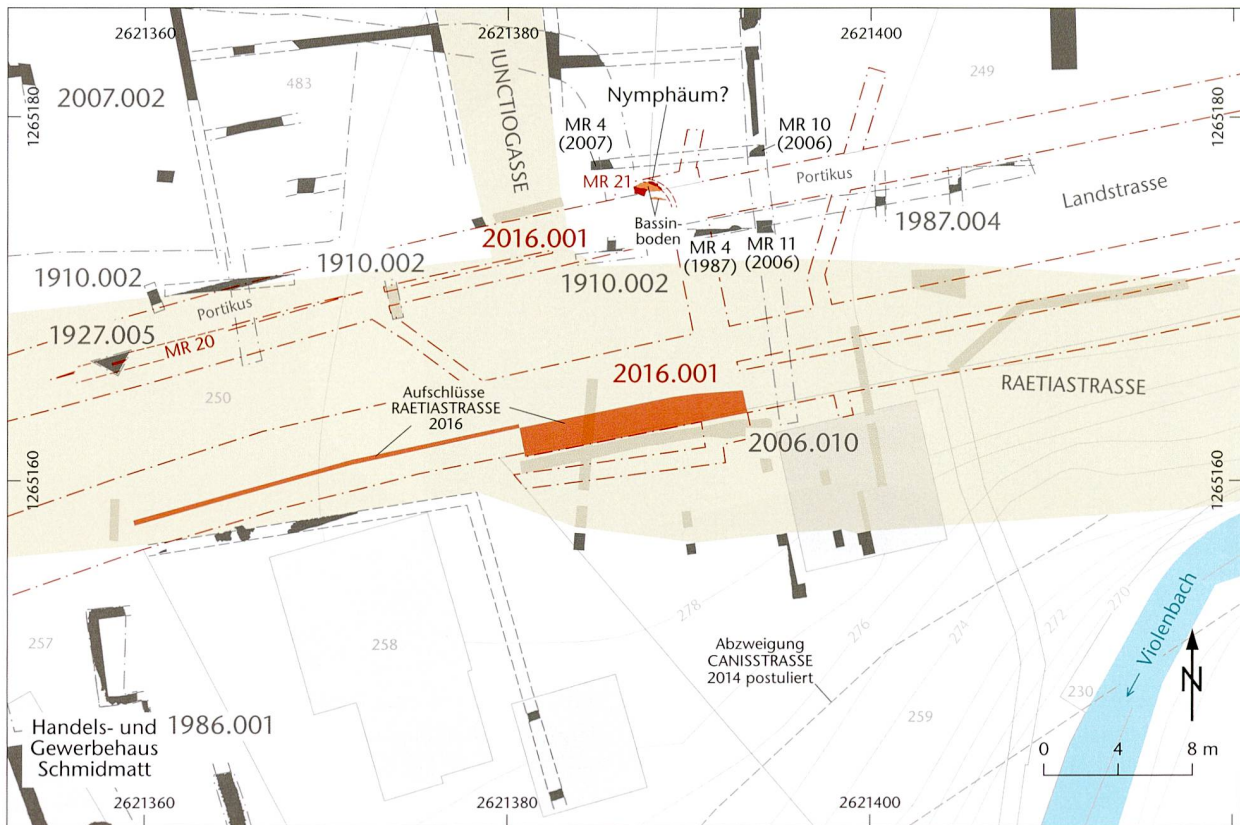 2621360
2621380
2621400
1265180
1265180
2007.002
483
IUNCTIOGASSE
Nymphäum?
249
MR 4
(2007)
MR 10
(2006)
MR 21
Portikus
Landstrasse
Bassin-
boden
1987.004
2016.001
MR 4
(1987)
MR 11
(2006)
1910.002
1910.002
1910.002
Portikus
1927.005
MR 20
2016.001
RAETIASTRASSE
250
Aufschlüsse
RAETIASTRASSE
2016
2006.010
1265160
1265160
278
276
274
272
270
Violenbach
257
258
Abzweigung
CANISSTRASSE
2014 postuliert
230
N
259
Handels- und
Gewerbehaus
Schmidmatt
1986.001
0 4 8 m
2621360
2621380
2621400